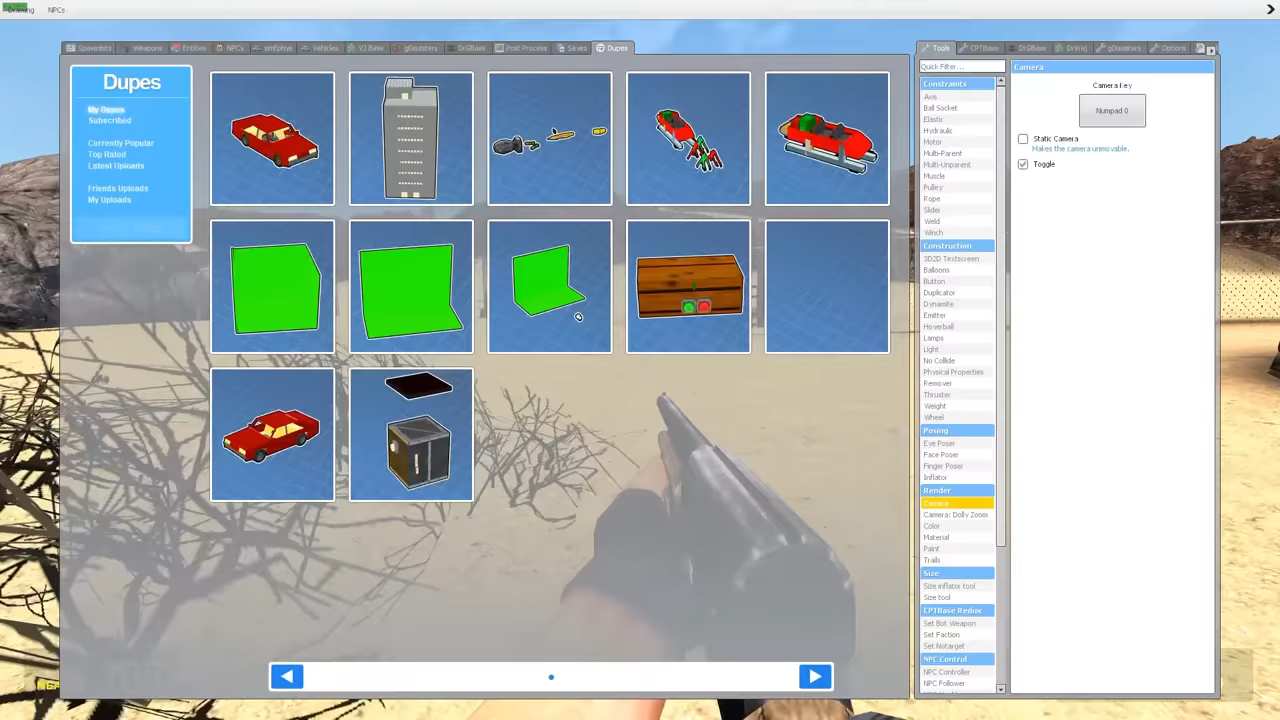 Drawing NPCs
Spawnlists Weapons Entities NPCs simfphys Vehicles VJ Base gDisasters DrGBase Post Process Saves Dupes
Dupes
My Dupes
Subscribed
Currently Popular
Top Rated
Latest Uploads
Friends Uploads
My Uploads
Tools CPTBase DrGBase gDisasters Options
Quick Filter...
Constraints
Axis
Ball Socket
Elastic
Hydraulic
Motor
Multi-Parent
Multi-Unparent
Muscle
Pulley
Rope
Slider
Weld
Winch
Construction
3D2D Textscreen
Balloons
Button
Duplicator
Dynamite
Emitter
Hoverball
Lamps
Light
No Collide
Physical Properties
Remover
Thruster
Weight
Wheel
Posing
Eye Poser
Face Poser
Finger Poser
Inflator
Render
Camera
Camera: Dolly Zoom
Color
Material
Paint
Trails
Size
Size inflator tool
Size tool
CPTBase Redux
Set Bot Weapon
Set Faction
Set Notarget
NPC Control
NPC Controller
NPC Follower
Camera
Camera Key
Numpad 0
Static Camera
Makes the camera unmovable.
Toggle